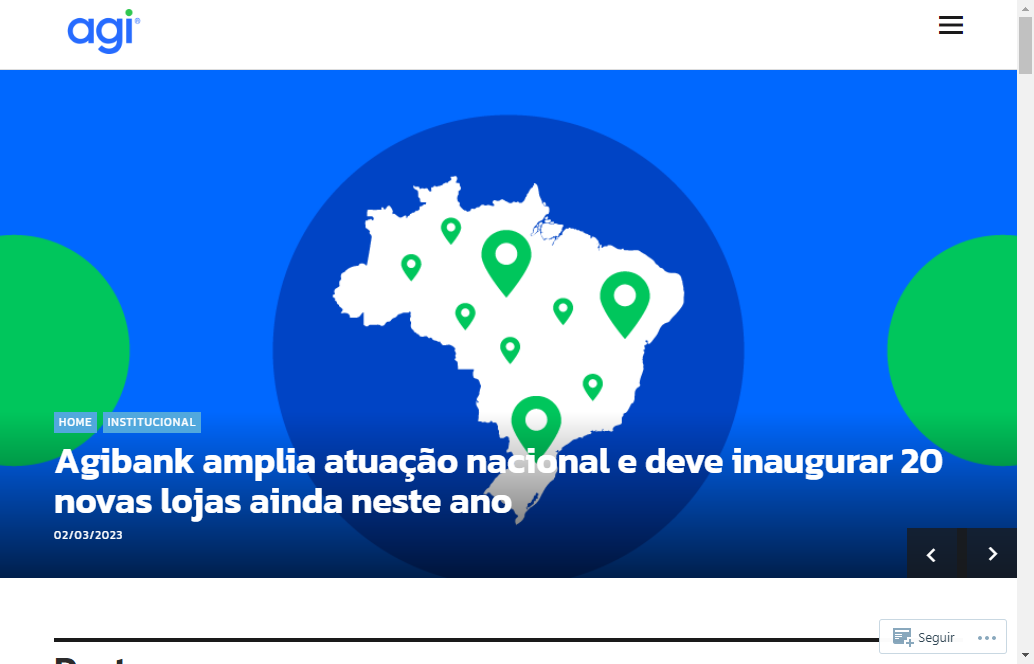 agi®
HOME INSTITUCIONAL
Agibank amplia atuação nacional e deve inaugurar 20
novas lojas ainda neste ano
02/03/2023
Seguir